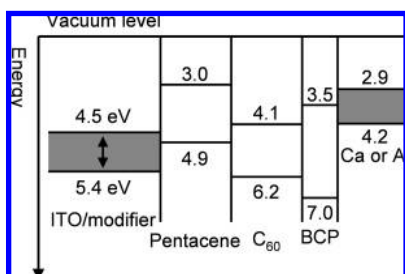 Vacuum level
Energy
3.0
2.9
3.5
4.5 eV
4.1
4.9
4.2
Ca or A
5.4 eV
6.2
ITO/modifier
7.0
Pentacene
C60
BCP